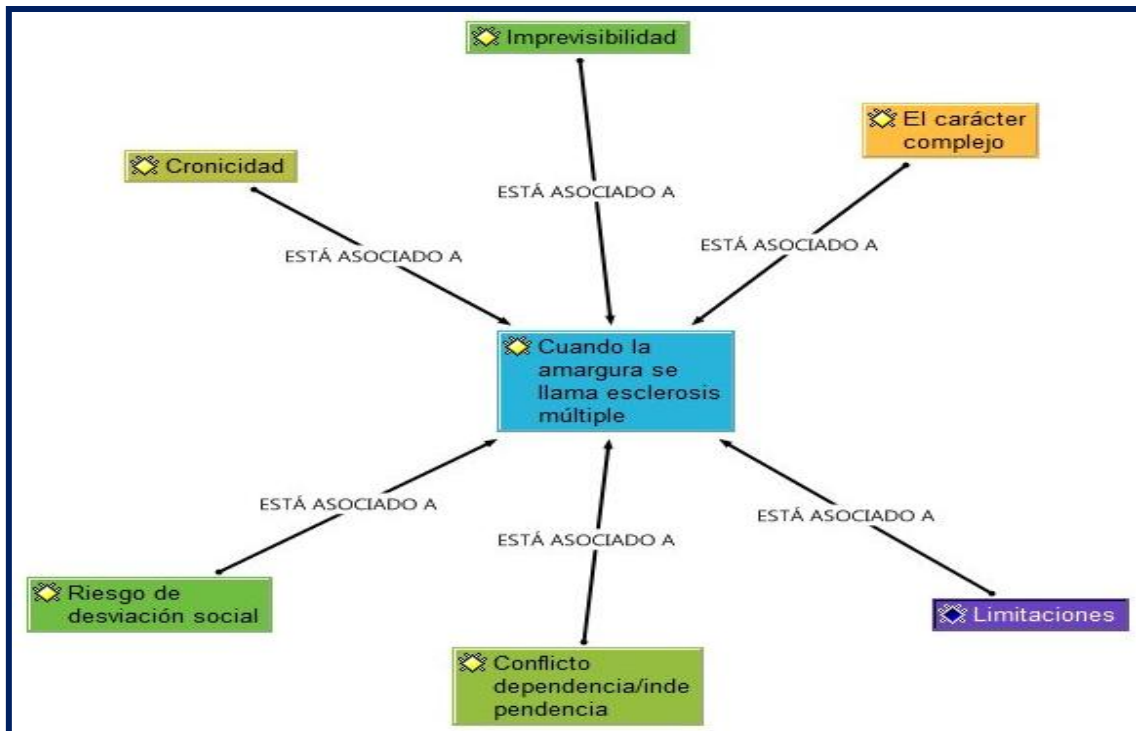 Imprevisibilidad
El carácter
complejo
Cronicidad
ESTÁ ASOCIADO A
ESTÁ ASOCIADO A
ESTÁ ASOCIADO A
Cuando la
amargura se
llama esclerosis
múltiple
ESTÁ ASOCIADO A
ESTÁ ASOCIADO A
ESTÁ ASOCIADO A
Riesgo de
desviación social
Limitaciones
Conflicto
dependencia/inde
pendencia